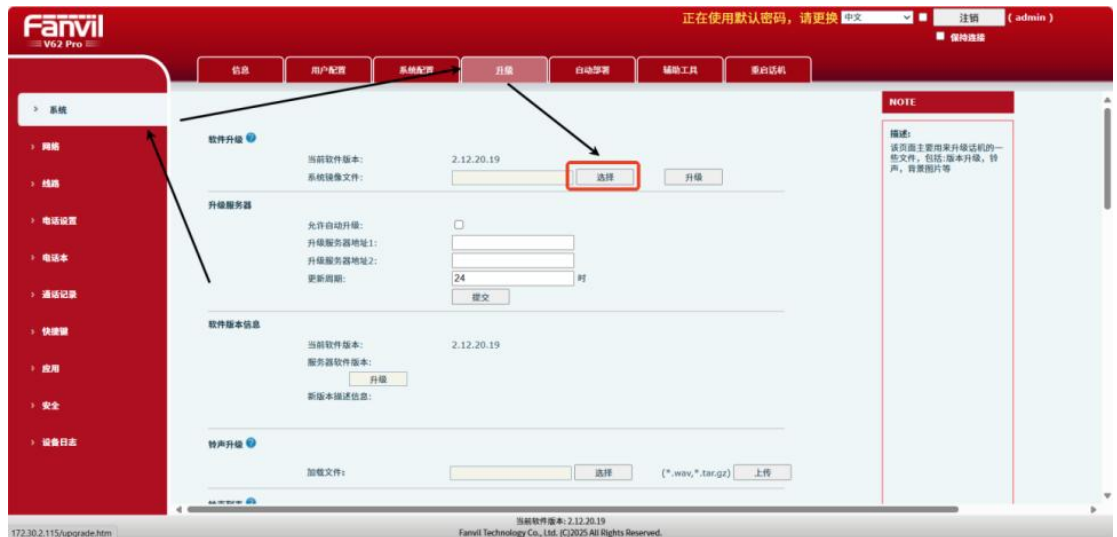 Fanvil
V62 Pro
正在使用默认密码，请更换
中文
注销
( admin )
保持连接
信息
用户配置
系统配置
升级
自动部署
辅助工具
重启话机
› 系统
› 网络
› 线路
› 电话设置
› 电话本
› 通话记录
› 快捷键
› 应用
› 安全
› 设备日志
软件升级
当前软件版本: 2.12.20.19
系统镜像文件: 选择 升级
升级服务器
允许自动升级:
升级服务器地址1:
升级服务器地址2:
更新周期: 24 时
提交
软件版本信息
当前软件版本: 2.12.20.19
服务器软件版本:
升级
新版本描述信息:
铃声升级
加载文件: 选择 (*.wav,*.tar.gz) 上传
NOTE
描述:
该页面主要用来升级话机的一
些文件，包括:版本升级，铃
声，背景图片等
当前软件版本: 2.12.20.19
Fanvil Technology Co., Ltd. (C)2025 All Rights Reserved.
172.30.2.115/upgrade.htm